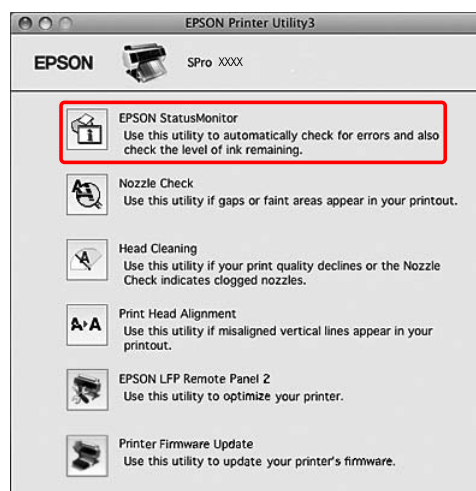 EPSON Printer Utility3
EPSON
SPro XXXX
EPSON StatusMonitor
Use this utility to automatically check for errors and also
check the level of ink remaining.
Nozzle Check
Use this utility if gaps or faint areas appear in your printout.
Head Cleaning
Use this utility if your print quality declines or the Nozzle
Check indicates clogged nozzles.
Print Head Alignment
Use this utility if misaligned vertical lines appear in your
printout.
EPSON LFP Remote Panel 2
Use this utility to optimize your printer.
Printer Firmware Update
Use this utility to update your printer's firmware.